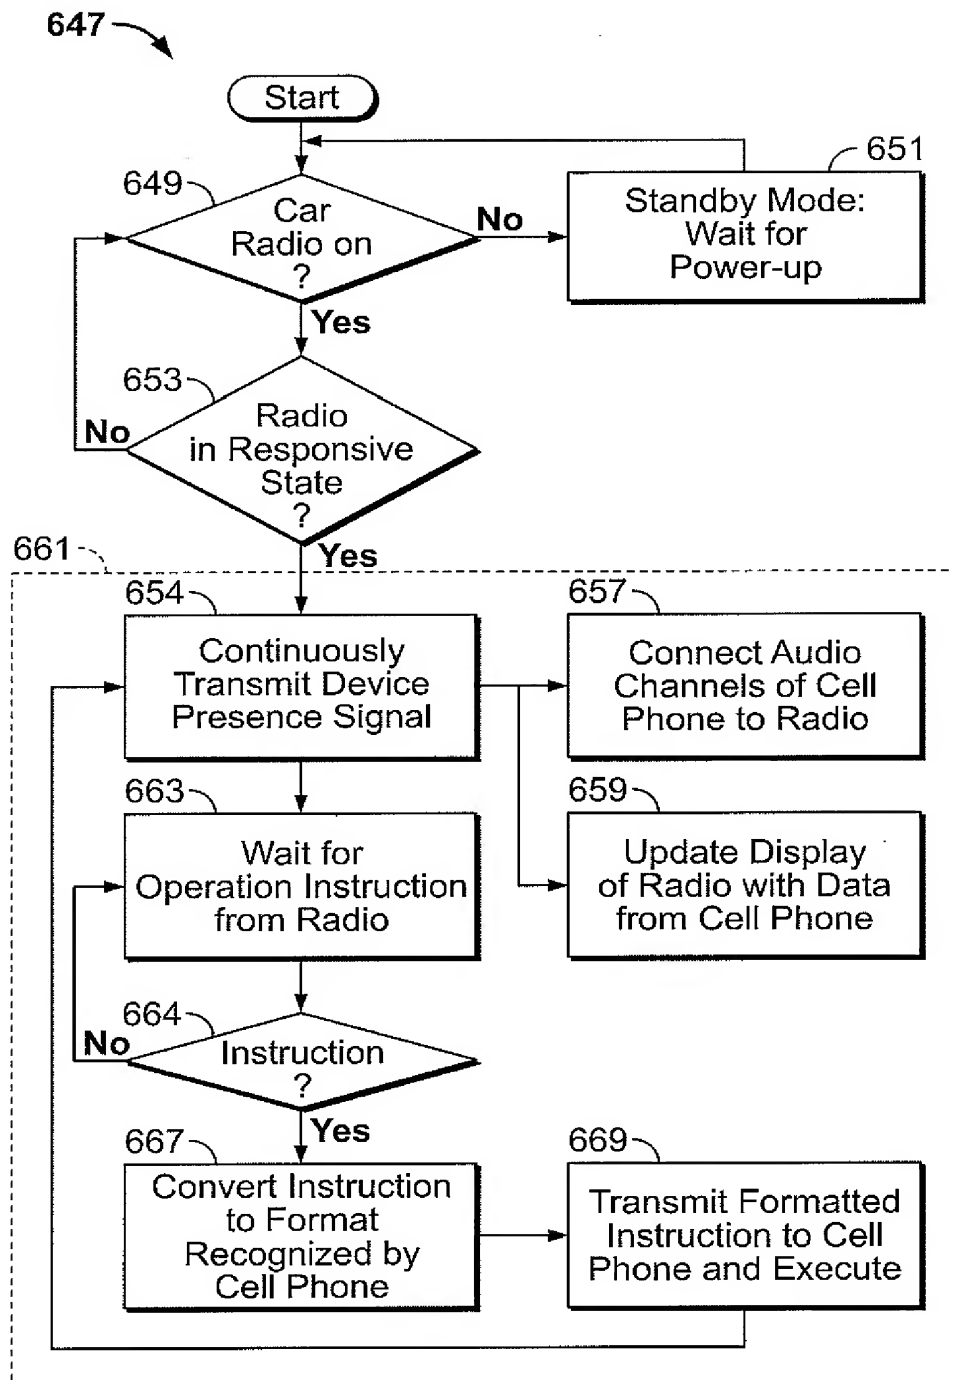 647
Start
651
649
Car
Radio on
?
No
Standby Mode:
Wait for
Power-up
Yes
653
Radio
in Responsive
State
?
No
Yes
661
654
Continuously
Transmit Device
Presence Signal
657
Connect Audio
Channels of Cell
Phone to Radio
663
Wait for
Operation Instruction
from Radio
659
Update Display
of Radio with Data
from Cell Phone
664
Instruction
?
No
Yes
667
Convert Instruction
to Format
Recognized by
Cell Phone
669
Transmit Formatted
Instruction to Cell
Phone and Execute